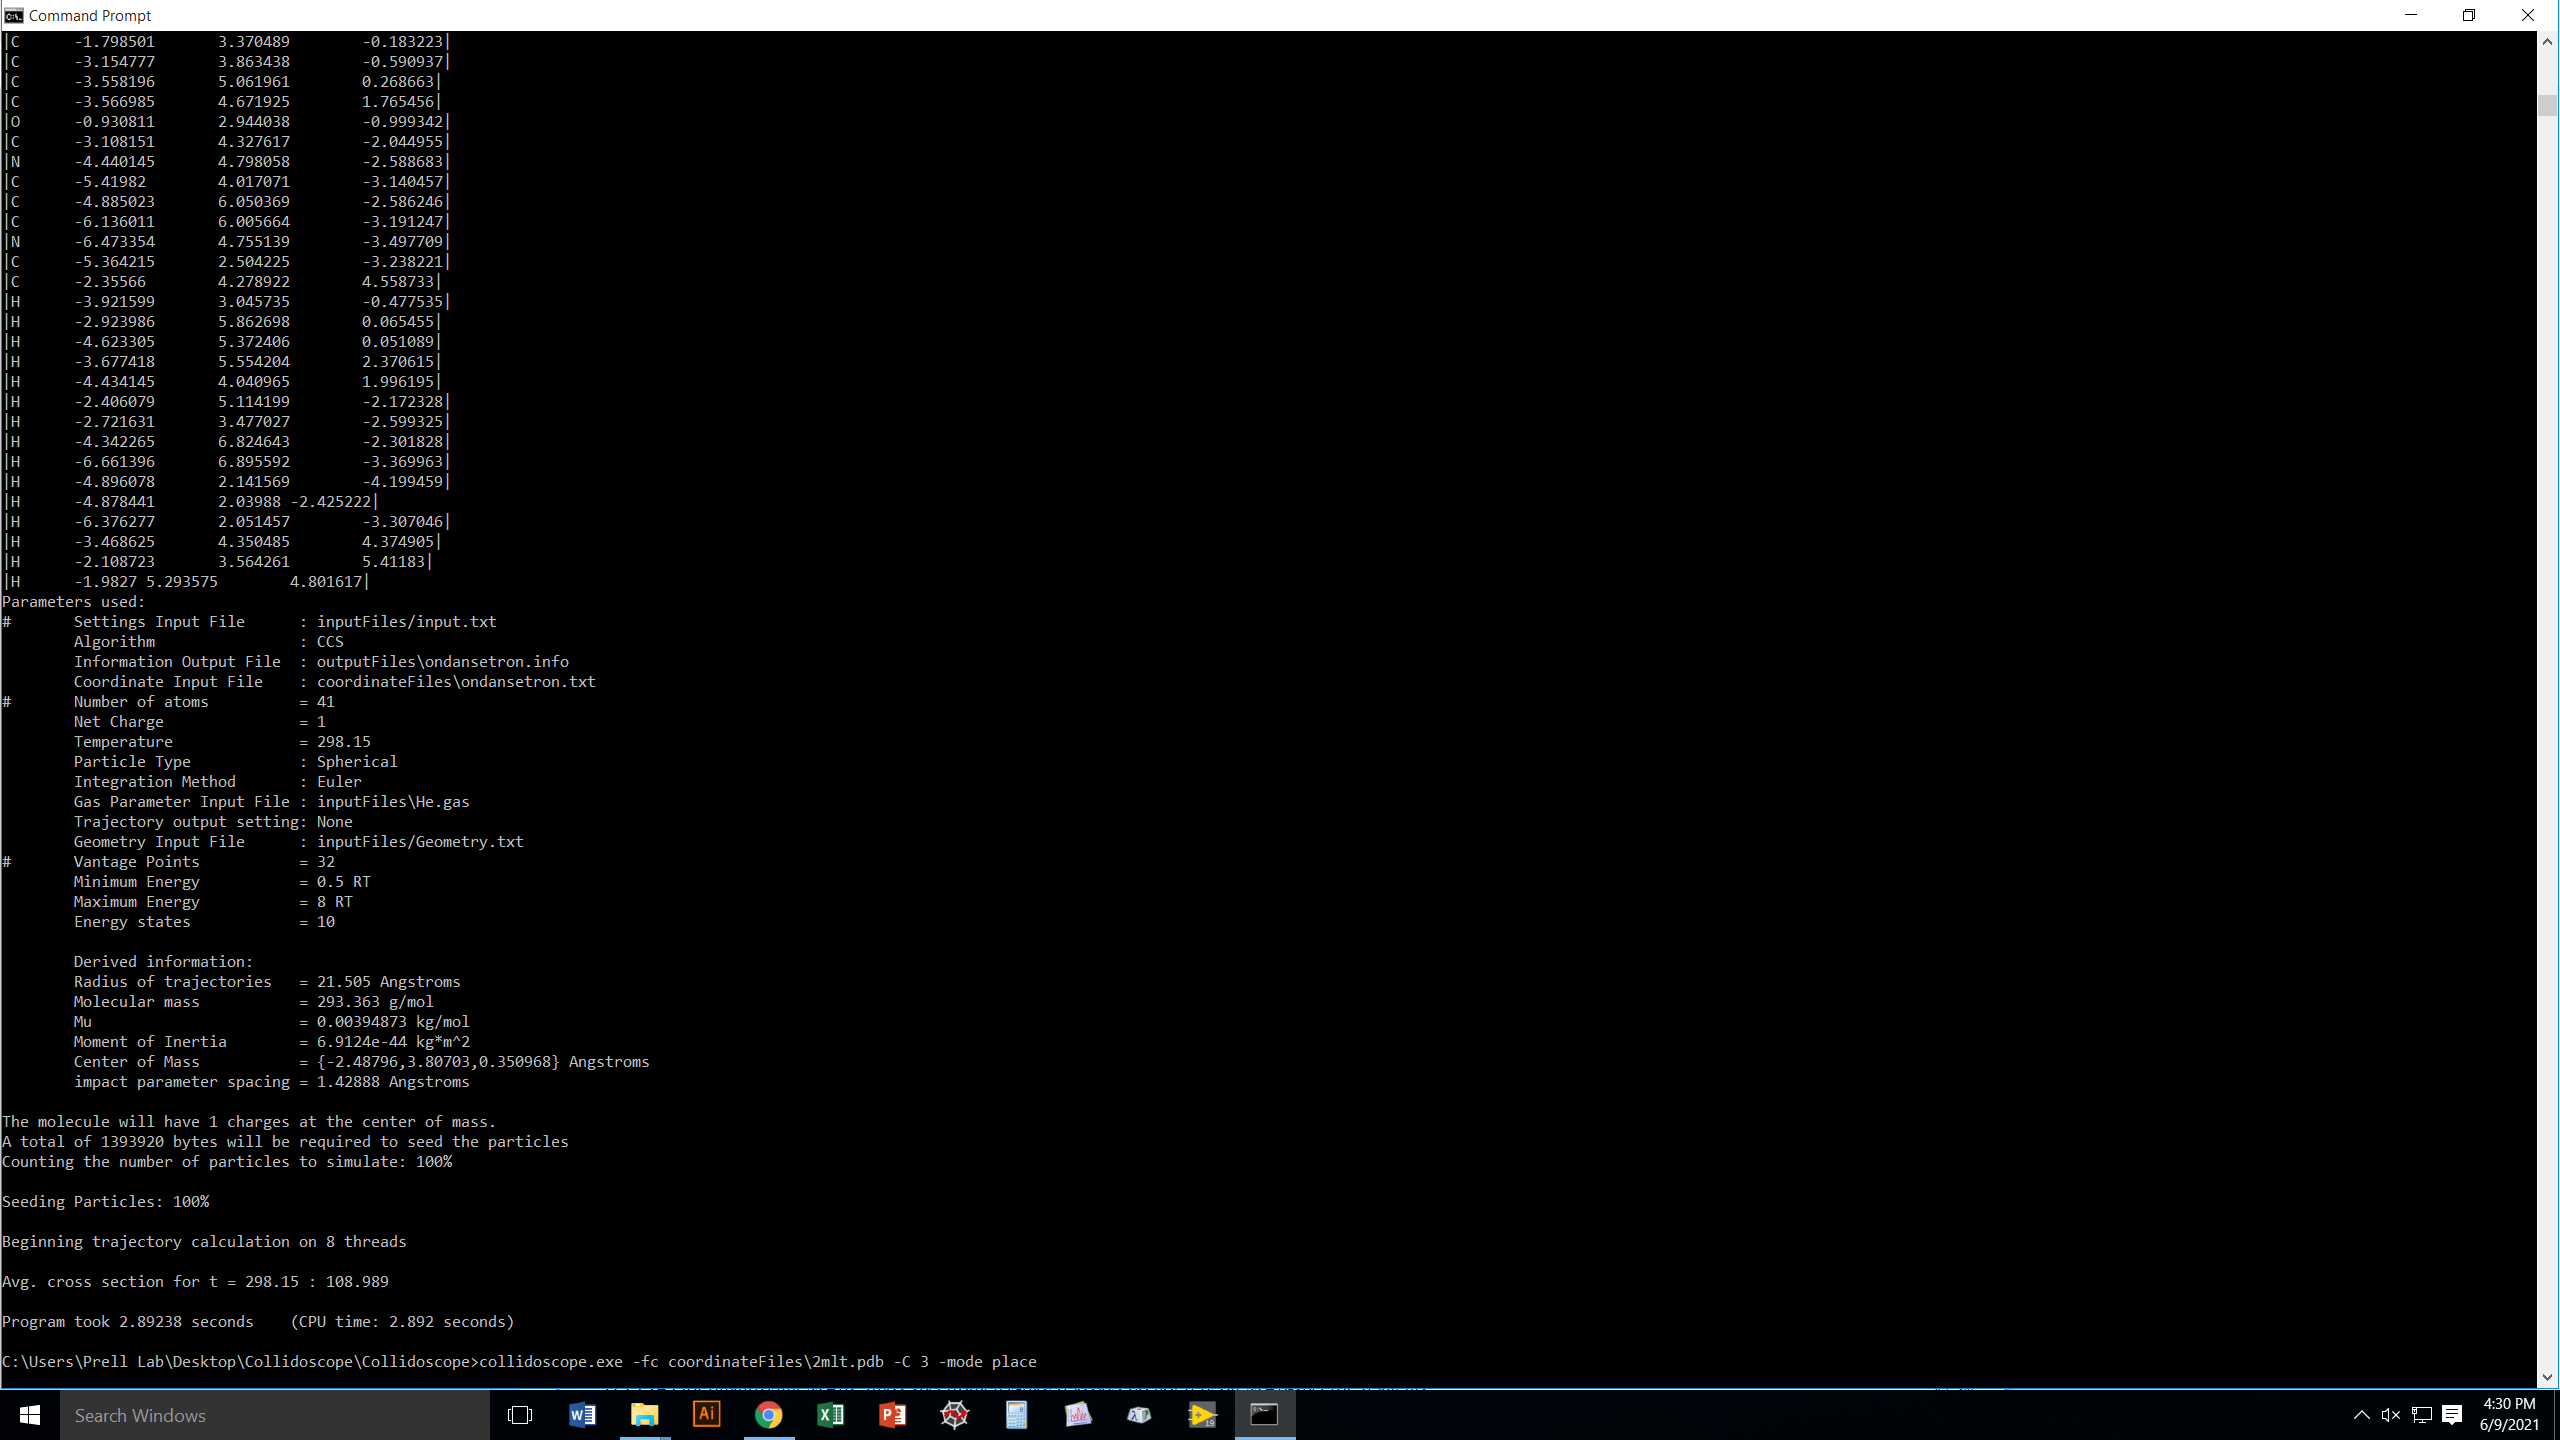 Command Prompt
|C      -1.798501       3.370489        -0.183223|
|C      -3.154777       3.863438        -0.590937|
|C      -3.558196       5.061961        0.268663|
|C      -3.566985       4.671925        1.765456|
|O      -0.930811       2.944038        -0.999342|
|C      -3.108151       4.327617        -2.044955|
|N      -4.440145       4.798058        -2.588683|
|C      -5.41982        4.017071        -3.140457|
|C      -4.885023       6.050369        -2.586246|
|C      -6.136011       6.005664        -3.191247|
|N      -6.473354       4.755139        -3.497709|
|C      -5.364215       2.504225        -3.238221|
|C      -2.35566        4.278922        4.558733|
|H      -3.921599       3.045735        -0.477535|
|H      -2.923986       5.862698        0.065455|
|H      -4.623305       5.372406        0.051089|
|H      -3.677418       5.554204        2.370615|
|H      -4.434145       4.040965        1.996195|
|H      -2.406079       5.114199        -2.172328|
|H      -2.721631       3.477027        -2.599325|
|H      -4.342265       6.824643        -2.301828|
|H      -6.661396       6.895592        -3.369963|
|H      -4.896078       2.141569        -4.199459|
|H      -4.878441       2.03988 -2.425222|
|H      -6.376277       2.051457        -3.307046|
|H      -3.468625       4.350485        4.374905|
|H      -2.108723       3.564261        5.41183|
|H      -1.9827 5.293575        4.801617|
Parameters used:
#       Settings Input File      : inputFiles/input.txt
        Algorithm                : CCS
        Information Output File  : outputFiles\ondansetron.info
        Coordinate Input File    : coordinateFiles\ondansetron.txt
#       Number of atoms          = 41
        Net Charge               = 1
        Temperature              = 298.15
        Particle Type            : Spherical
        Integration Method       : Euler
        Gas Parameter Input File : inputFiles\He.gas
        Trajectory output setting: None
        Geometry Input File      : inputFiles/Geometry.txt
#       Vantage Points           = 32
        Minimum Energy           = 0.5 RT
        Maximum Energy           = 8 RT
        Energy states            = 10
        Derived information:
        Radius of trajectories   = 21.505 Angstroms
        Molecular mass           = 293.363 g/mol
        Mu                       = 0.00394873 kg/mol
        Moment of Inertia        = 6.9124e-44 kg*m^2
        Center of Mass           = {-2.48796,3.80703,0.350968} Angstroms
        impact parameter spacing = 1.42888 Angstroms
The molecule will have 1 charges at the center of mass.
A total of 1393920 bytes will be required to seed the particles
Counting the number of particles to simulate: 100%
Seeding Particles: 100%
Beginning trajectory calculation on 8 threads
Avg. cross section for t = 298.15 : 108.989
Program took 2.89238 seconds    (CPU time: 2.892 seconds)
C:\Users\Prell Lab\Desktop\Collidoscope\Collidoscope>collidoscope.exe -fc coordinateFiles\2mlt.pdb -C 3 -mode place
Search Windows
4:30 PM
6/9/2021